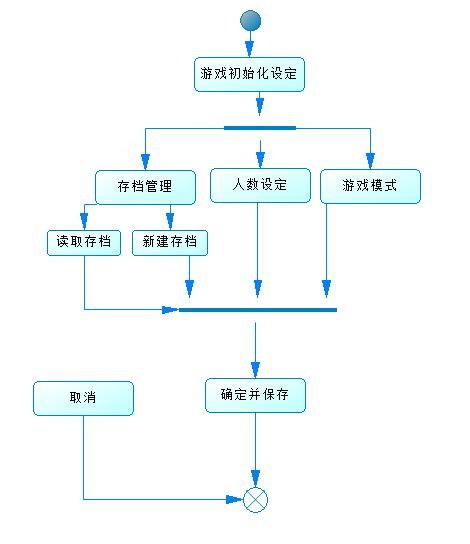 游戏初始化设定
存档管理
人数设定
游戏模式
读取存档
新建存档
取消
确定并保存